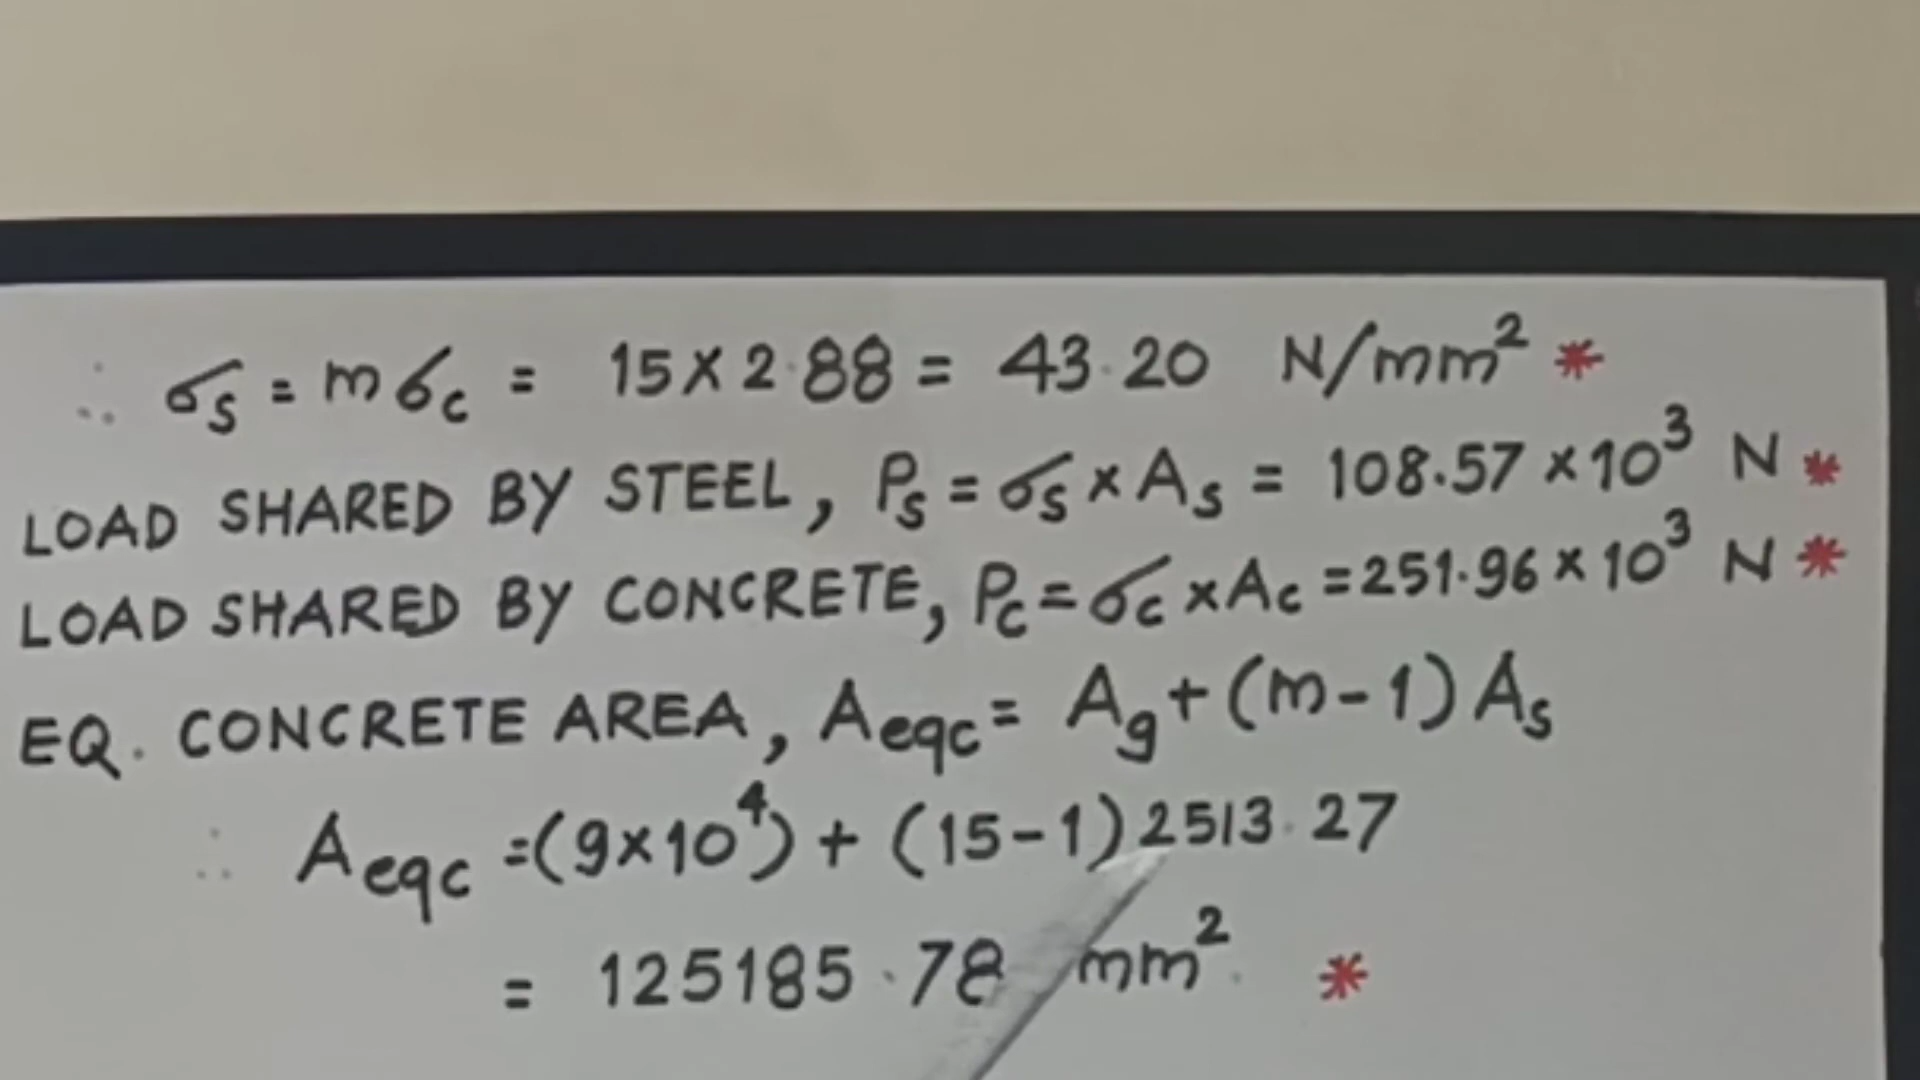 ∴ σs = m σc = 15 × 2.88 = 43.20 N/mm² *
LOAD SHARED BY STEEL, Ps = σs × As = 108.57 × 10³ N *
LOAD SHARED BY CONCRETE, Pc = σc × Ac = 251.96 × 10³ N *
EQ. CONCRETE AREA, Aeqc = Ag + (m - 1) As
∴ Aeqc = (9 × 10⁴) + (15 - 1) 2513.27
= 125185.78 mm². *